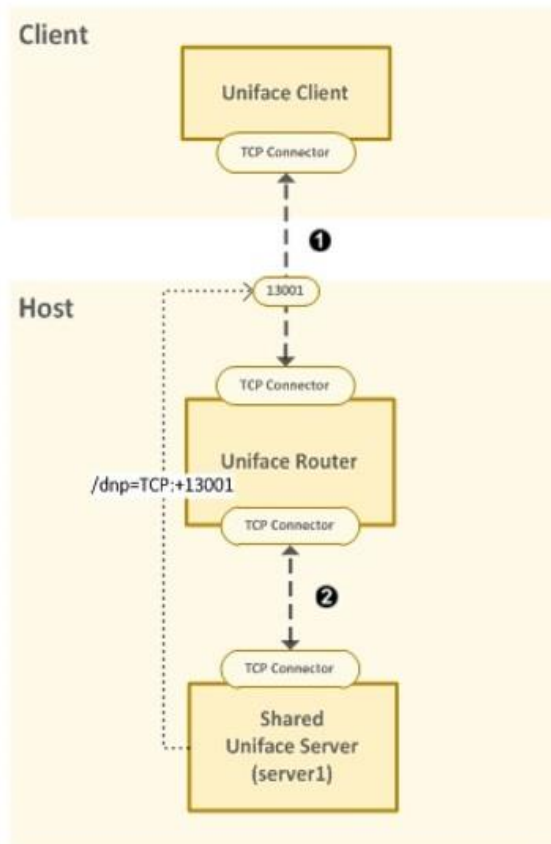 Client
Uniface Client
TCP Connector
❶
13001
Host
TCP Connector
Uniface Router
/dnp=TCP:+13001
TCP Connector
❷
TCP Connector
Shared
Uniface Server
(server1)